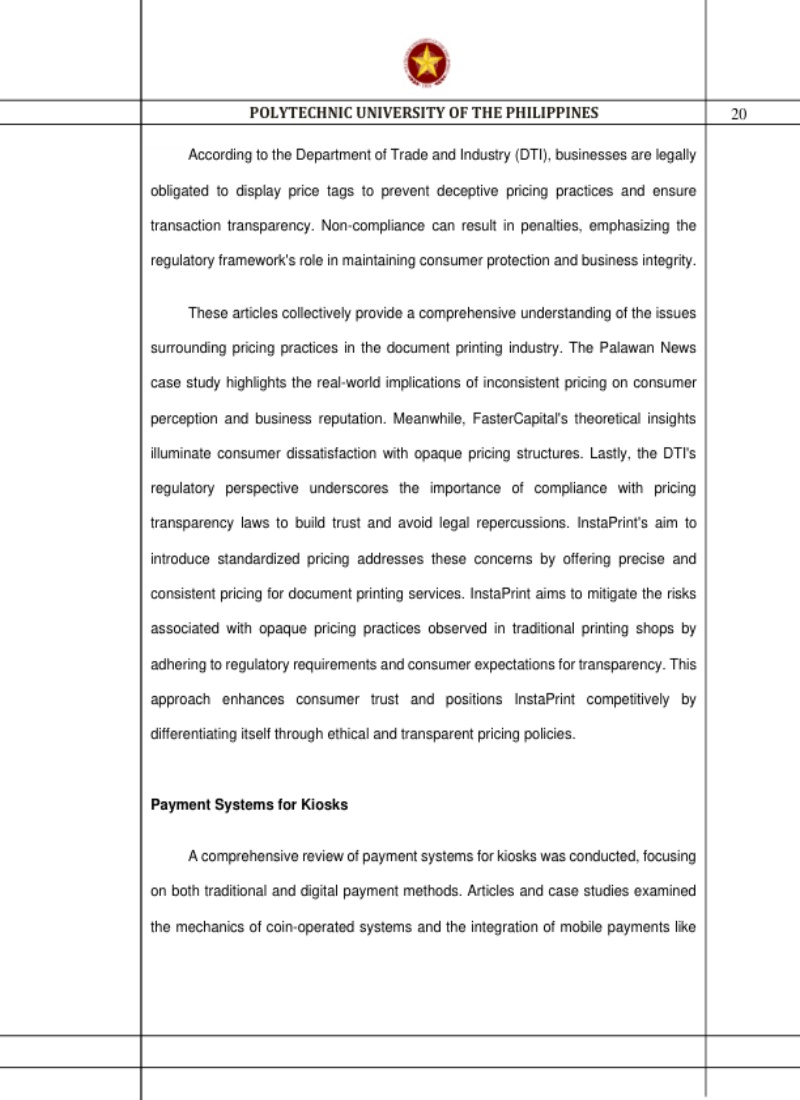 POLYTECHNIC UNIVERSITY OF THE PHILIPPINES 20
According to the Department of Trade and Industry (DTI), businesses are legally
obligated to display price tags to prevent deceptive pricing practices and ensure
transaction transparency. Non-compliance can result in penalties, emphasizing the
regulatory framework's role in maintaining consumer protection and business integrity.
These articles collectively provide a comprehensive understanding of the issues
surrounding pricing practices in the document printing industry. The Palawan News
case study highlights the real-world implications of inconsistent pricing on consumer
perception and business reputation. Meanwhile, FasterCapital's theoretical insights
illuminate consumer dissatisfaction with opaque pricing structures. Lastly, the DTI's
regulatory perspective underscores the importance of compliance with pricing
transparency laws to build trust and avoid legal repercussions. InstaPrint's aim to
introduce standardized pricing addresses these concerns by offering precise and
consistent pricing for document printing services. InstaPrint aims to mitigate the risks
associated with opaque pricing practices observed in traditional printing shops by
adhering to regulatory requirements and consumer expectations for transparency. This
approach enhances consumer trust and positions InstaPrint competitively by
differentiating itself through ethical and transparent pricing policies.
Payment Systems for Kiosks
A comprehensive review of payment systems for kiosks was conducted, focusing
on both traditional and digital payment methods. Articles and case studies examined
the mechanics of coin-operated systems and the integration of mobile payments like